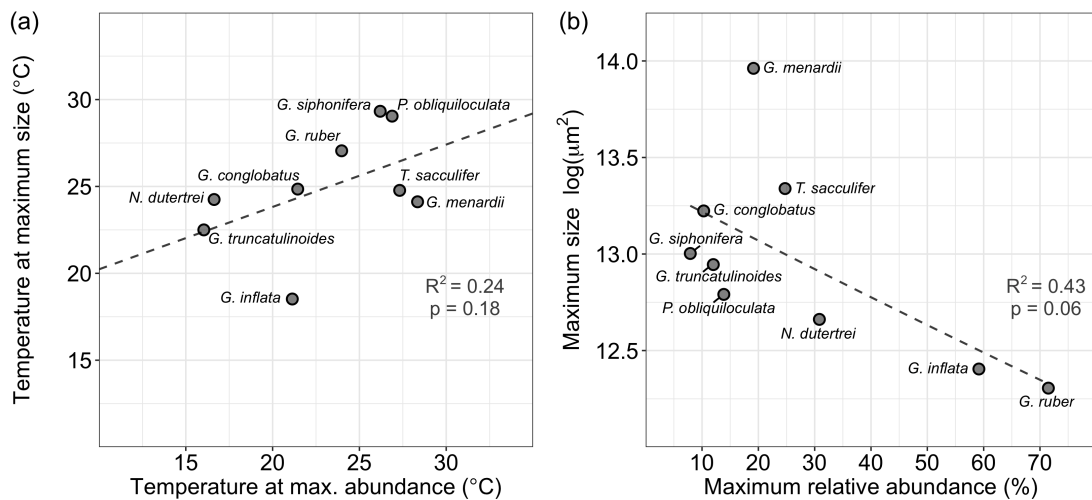 (a)
Temperature at maximum size (°C)
30
25
20
15
G. siphonifera
P. obliquiloculata
G. ruber
G. conglobatus
T. sacculifer
N. dutertrei
G. menardii
G. truncatulinoides
G. inflata
R² = 0.24
p = 0.18
15 20 25 30
Temperature at max. abundance (°C)
(b)
Maximum size log(μm²)
14.0
13.5
13.0
12.5
G. menardii
T. sacculifer
G. conglobatus
G. siphonifera
G. truncatulinoides
P. obliquiloculata
N. dutertrei
G. inflata
G. ruber
R² = 0.43
p = 0.06
10 20 30 40 50 60 70
Maximum relative abundance (%)